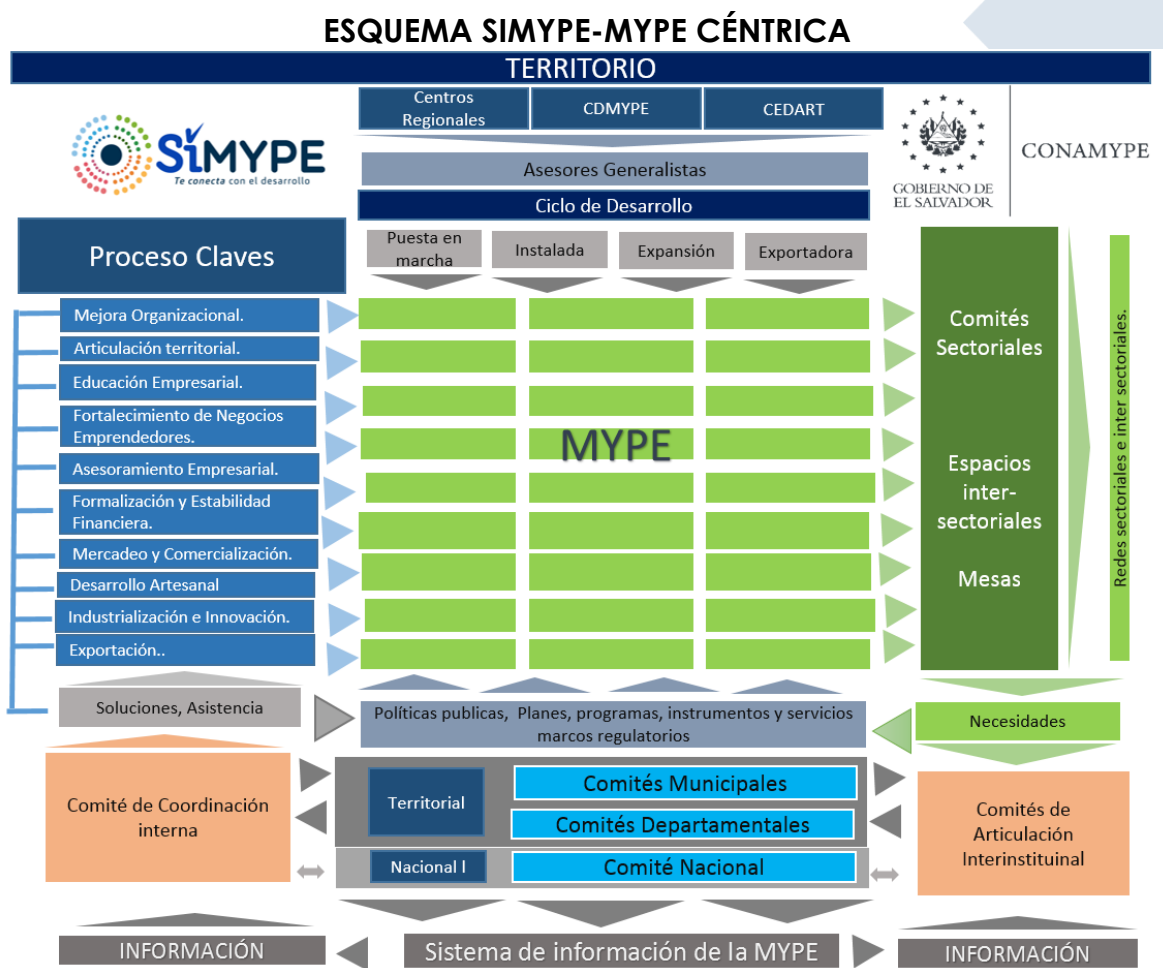 ESQUEMA SIMYPE-MYPE CÉNTRICA
TERRITORIO
Centros
Regionales
CDMYPE
CEDART
SiMYPE
Te conecta con el desarrollo
Asesores Generalistas
GOBIERNO DE
EL SALVADOR
CONAMYPE
Ciclo de Desarrollo
Proceso Claves
Puesta en
marcha
Instalada
Expansión
Exportadora
Mejora Organizacional.
Articulación territorial.
Educación Empresarial.
Fortalecimiento de Negocios
Emprendedores.
Asesoramiento Empresarial.
Formalización y Estabilidad
Financiera.
Mercadeo y Comercialización.
Desarrollo Artesanal
Industrialización e Innovación.
Exportación..
MYPE
Comités
Sectoriales
Espacios
inter-
sectoriales
Mesas
Redes sectoriales e inter sectoriales.
Soluciones, Asistencia
Políticas publicas, Planes, programas, instrumentos y servicios
marcos regulatorios
Necesidades
Comité de Coordinación
interna
Territorial
Comités Municipales
Comités Departamentales
Nacional l
Comité Nacional
Comités de
Articulación
Interinstituinal
INFORMACIÓN
Sistema de información de la MYPE
INFORMACIÓN